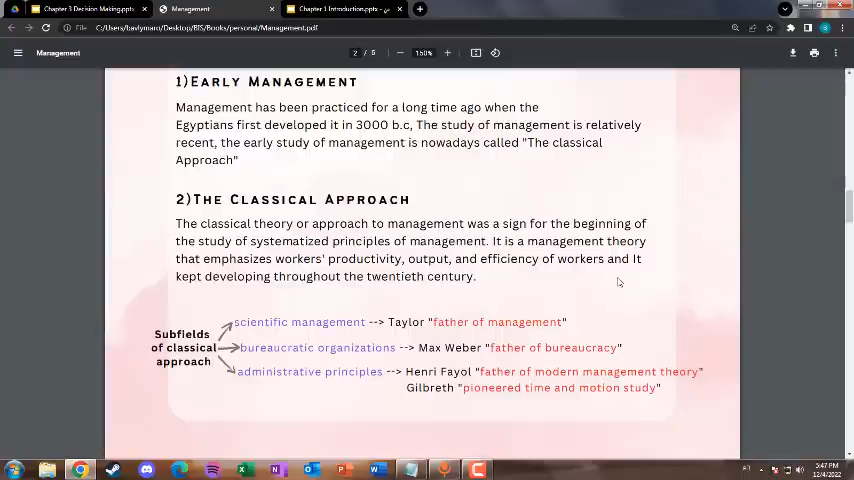 Chapter 3 Decision Making.pptx
Management
Chapter 1 Introduction.pptx
File
C:/Users/bavlymaro/Desktop/BIS/Books/personal/Management.pdf
Management
2 / 5
150%
1)EARLY MANAGEMENT
Management has been practiced for a long time ago when the
Egyptians first developed it in 3000 b.c, The study of management is relatively
recent, the early study of management is nowadays called "The classical
Approach"
2)THE CLASSICAL APPROACH
The classical theory or approach to management was a sign for the beginning of
the study of systematized principles of management. It is a management theory
that emphasizes workers' productivity, output, and efficiency of workers and It
kept developing throughout the twentieth century.
scientific management --> Taylor "father of management"
Subfields
of classical
approach
bureaucratic organizations --> Max Weber "father of bureaucracy"
administrative principles --> Henri Fayol "father of modern management theory"
Gilbreth "pioneered time and motion study"
5:47 PM
12/4/2022